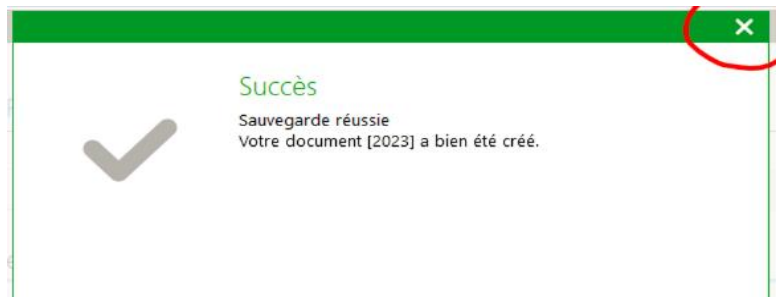 Succès
Sauvegarde réussie
Votre document [2023] a bien été créé.